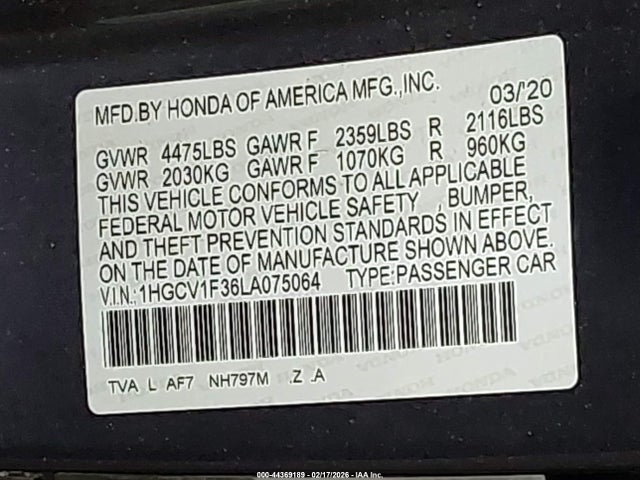 MFD.BY HONDA OF AMERICA MFG.,INC. 03/'20
GVWR 4475LBS GAWR F 2359LBS R 2116LBS
GVWR 2030KG GAWR F 1070KG R 960KG
THIS VEHICLE CONFORMS TO ALL APPLICABLE
FEDERAL MOTOR VEHICLE SAFETY , BUMPER,
AND THEFT PREVENTION STANDARDS IN EFFECT
ON THE DATE OF MANUFACTURE SHOWN ABOVE.
V.I.N.:1HGCV1F36LA075064 TYPE:PASSENGER CAR
TVA L AF7 NH797M .Z .A
000-44369189 - 02/17/2026 - IAA Inc.